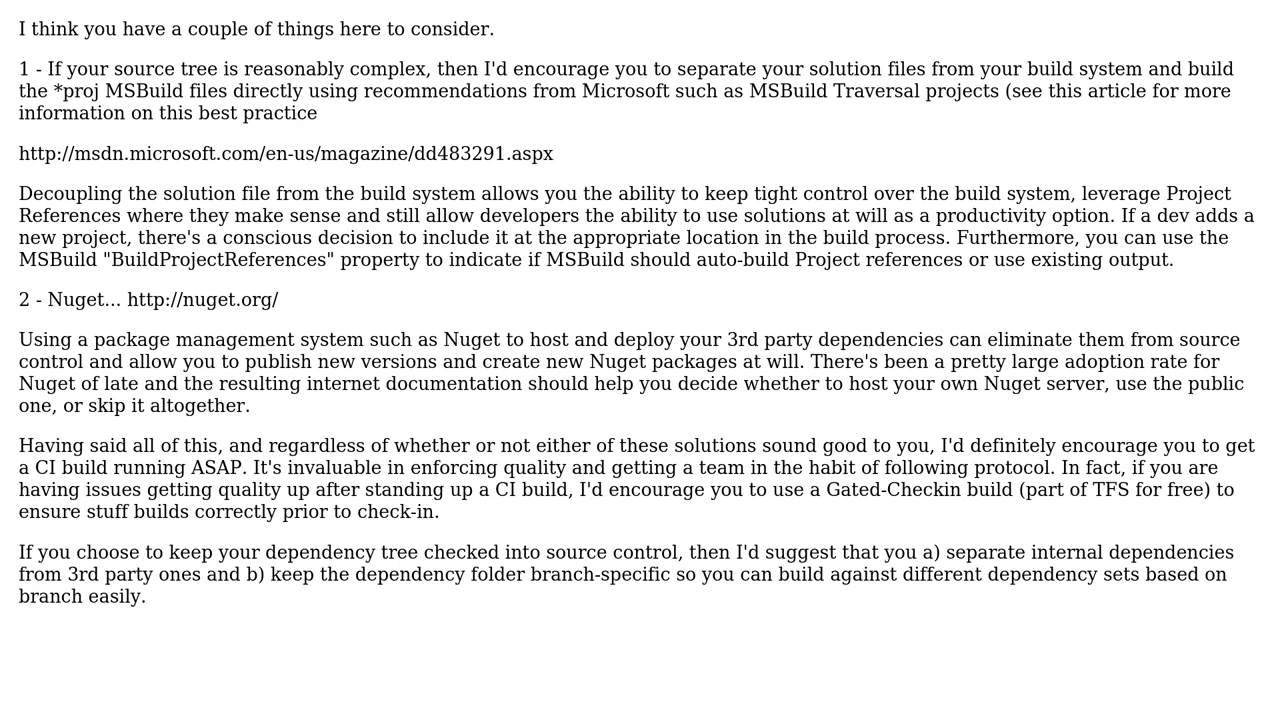 I think you have a couple of things here to consider.
1 - If your source tree is reasonably complex, then I'd encourage you to separate your solution files from your build system and build
the *proj MSBuild files directly using recommendations from Microsoft such as MSBuild Traversal projects (see this article for more
information on this best practice
http://msdn.microsoft.com/en-us/magazine/dd483291.aspx
Decoupling the solution file from the build system allows you the ability to keep tight control over the build system, leverage Project
References where they make sense and still allow developers the ability to use solutions at will as a productivity option. If a dev adds a
new project, there's a conscious decision to include it at the appropriate location in the build process. Furthermore, you can use the
MSBuild "BuildProjectReferences" property to indicate if MSBuild should auto-build Project references or use existing output.
2 - Nuget... http://nuget.org/
Using a package management system such as Nuget to host and deploy your 3rd party dependencies can eliminate them from source
control and allow you to publish new versions and create new Nuget packages at will. There's been a pretty large adoption rate for
Nuget of late and the resulting internet documentation should help you decide whether to host your own Nuget server, use the public
one, or skip it altogether.
Having said all of this, and regardless of whether or not either of these solutions sound good to you, I'd definitely encourage you to get
a CI build running ASAP. It's invaluable in enforcing quality and getting a team in the habit of following protocol. In fact, if you are
having issues getting quality up after standing up a CI build, I'd encourage you to use a Gated-Checkin build (part of TFS for free) to
ensure stuff builds correctly prior to check-in.
If you choose to keep your dependency tree checked into source control, then I'd suggest that you a) separate internal dependencies
from 3rd party ones and b) keep the dependency folder branch-specific so you can build against different dependency sets based on
branch easily.